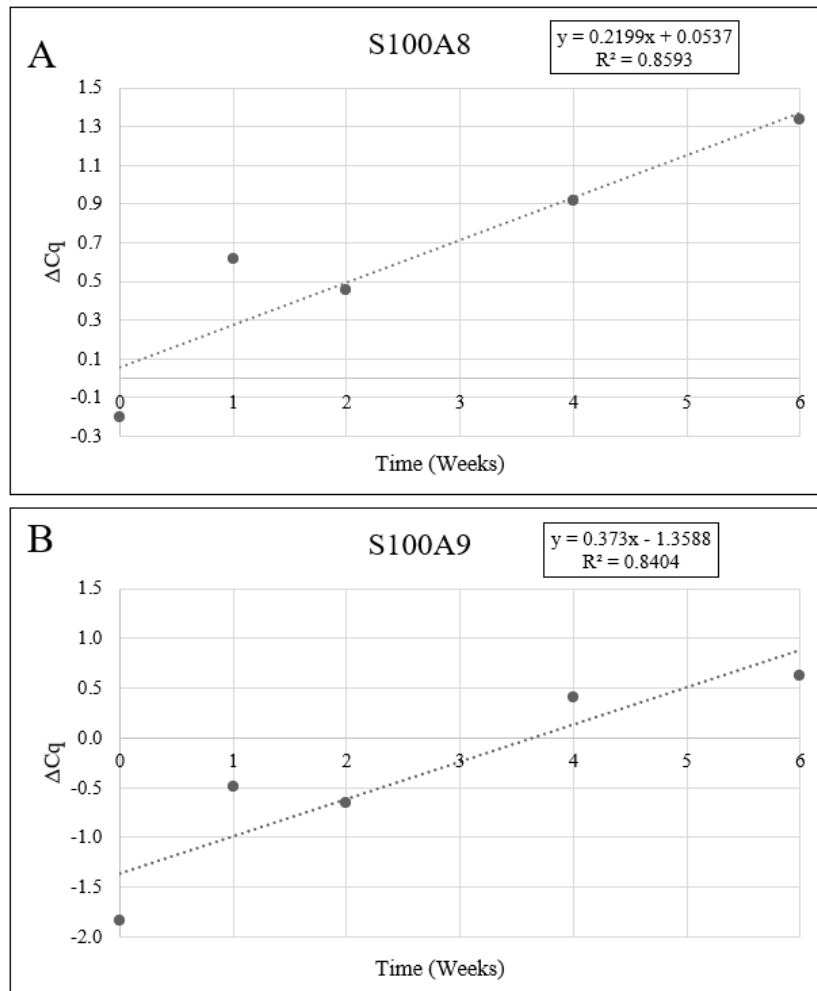 A
S100A8
y = 0.2199x + 0.0537
R² = 0.8593
1.5
1.3
1.1
0.9
0.7
0.5
0.3
0.1
-0.1
-0.3
ΔCq
0 1 2 3 4 5 6
Time (Weeks)
B
S100A9
y = 0.373x - 1.3588
R² = 0.8404
1.5
1.0
0.5
0.0
-0.5
-1.0
-1.5
-2.0
ΔCq
0 1 2 3 4 5 6
Time (Weeks)